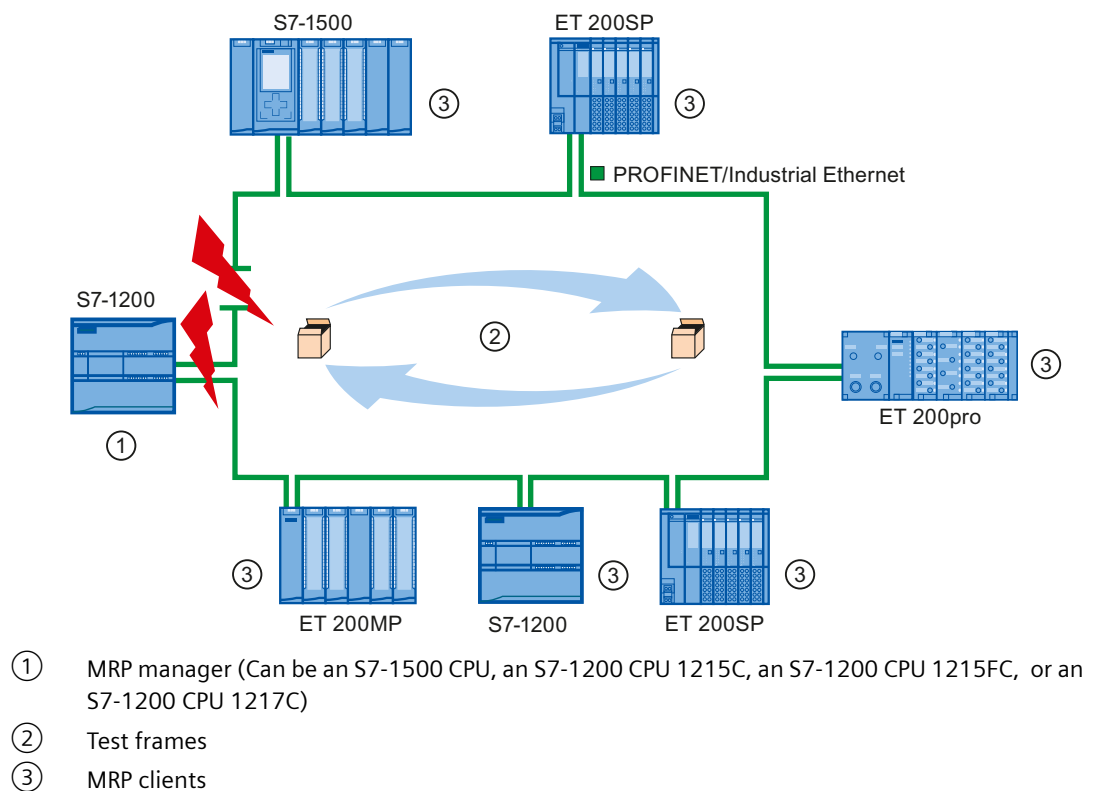 S7-1500
ET 200SP
③
③
PROFINET/Industrial Ethernet
S7-1200
②
③
ET 200pro
①
③
③
③
ET 200MP
S7-1200
ET 200SP
① MRP manager (Can be an S7-1500 CPU, an S7-1200 CPU 1215C, an S7-1200 CPU 1215FC, or an
S7-1200 CPU 1217C)
② Test frames
③ MRP clients